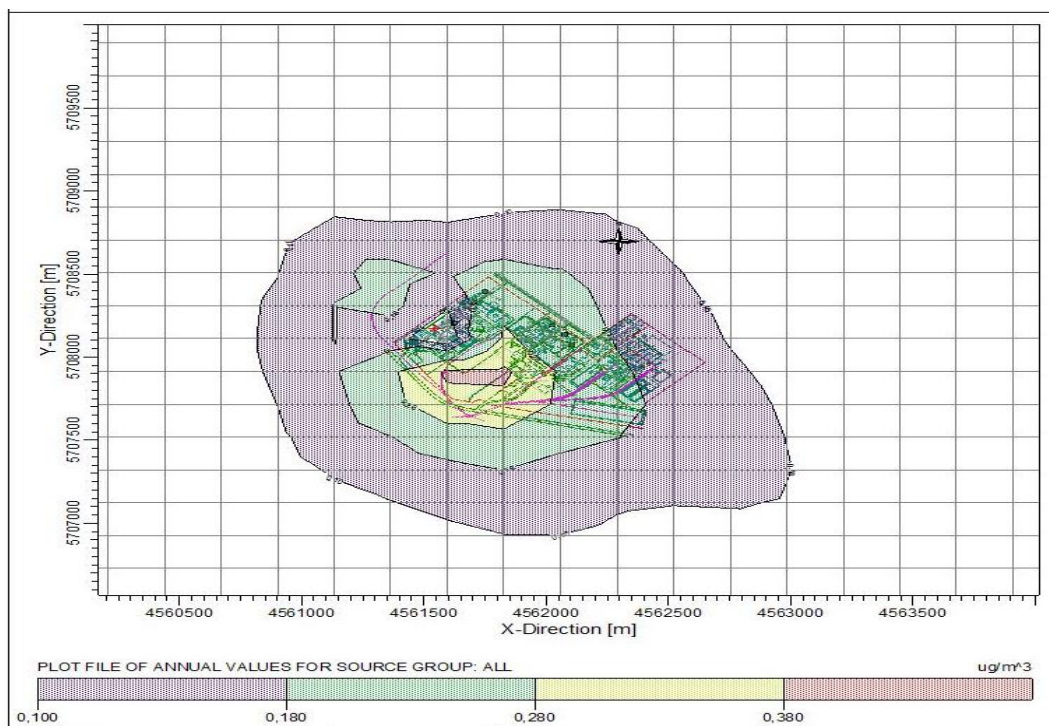 Y-Direction [m]
5709500
5709000
5708500
5708000
5707500
5707000
4560500 4561000 4561500 4562000 4562500 4563000 4563500
X-Direction [m]
PLOT FILE OF ANNUAL VALUES FOR SOURCE GROUP: ALL ug/m^3
0,100 0,180 0,280 0,380